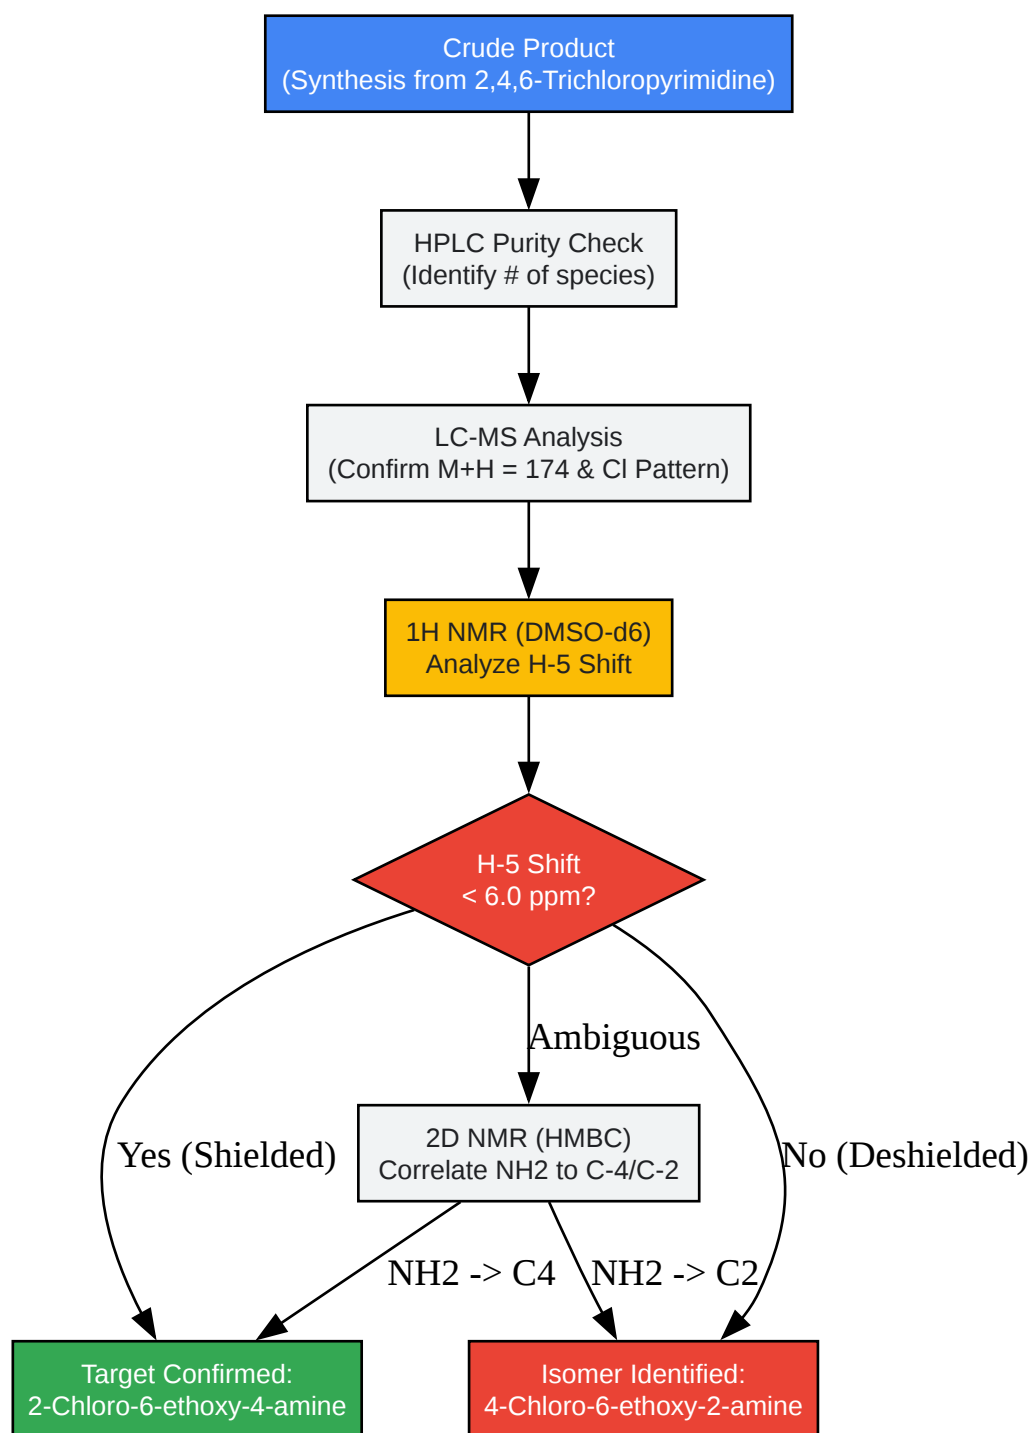 Crude Product
(Synthesis from 2,4,6-Trichloropyrimidine)
HPLC Purity Check
(Identify # of species)
LC-MS Analysis
(Confirm M+H = 174 & Cl Pattern)
1H NMR (DMSO-d6)
Analyze H-5 Shift
H-5 Shift
< 6.0 ppm?
Ambiguous
2D NMR (HMBC)
Correlate NH2 to C-4/C-2
Yes (Shielded)
No (Deshielded)
NH2 -> C4
NH2 -> C2
Target Confirmed:
2-Chloro-6-ethoxy-4-amine
Isomer Identified:
4-Chloro-6-ethoxy-2-amine